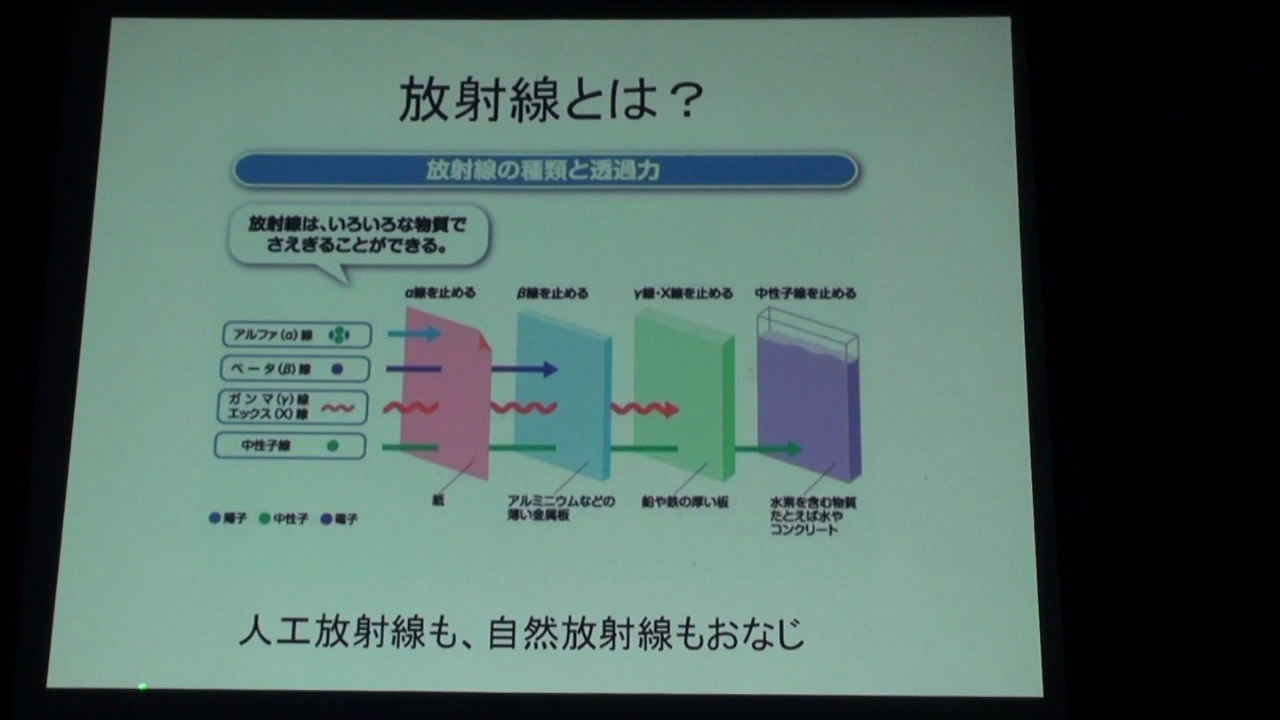 放射線とは？
放射線の種類と透過力
放射線は、いろいろな物質で
さえぎることができる。
α線を止める
β線を止める
γ線・X線を止める
中性子線を止める
アルファ(α)線
ベータ(β)線
ガンマ(γ)線
エックス(X)線
中性子線
紙
アルミニウムなどの
薄い金属板
鉛や鉄の厚い板
水素を含む物質
たとえば水や
コンクリート
陽子 中性子 電子
人工放射線も、自然放射線もおなじ